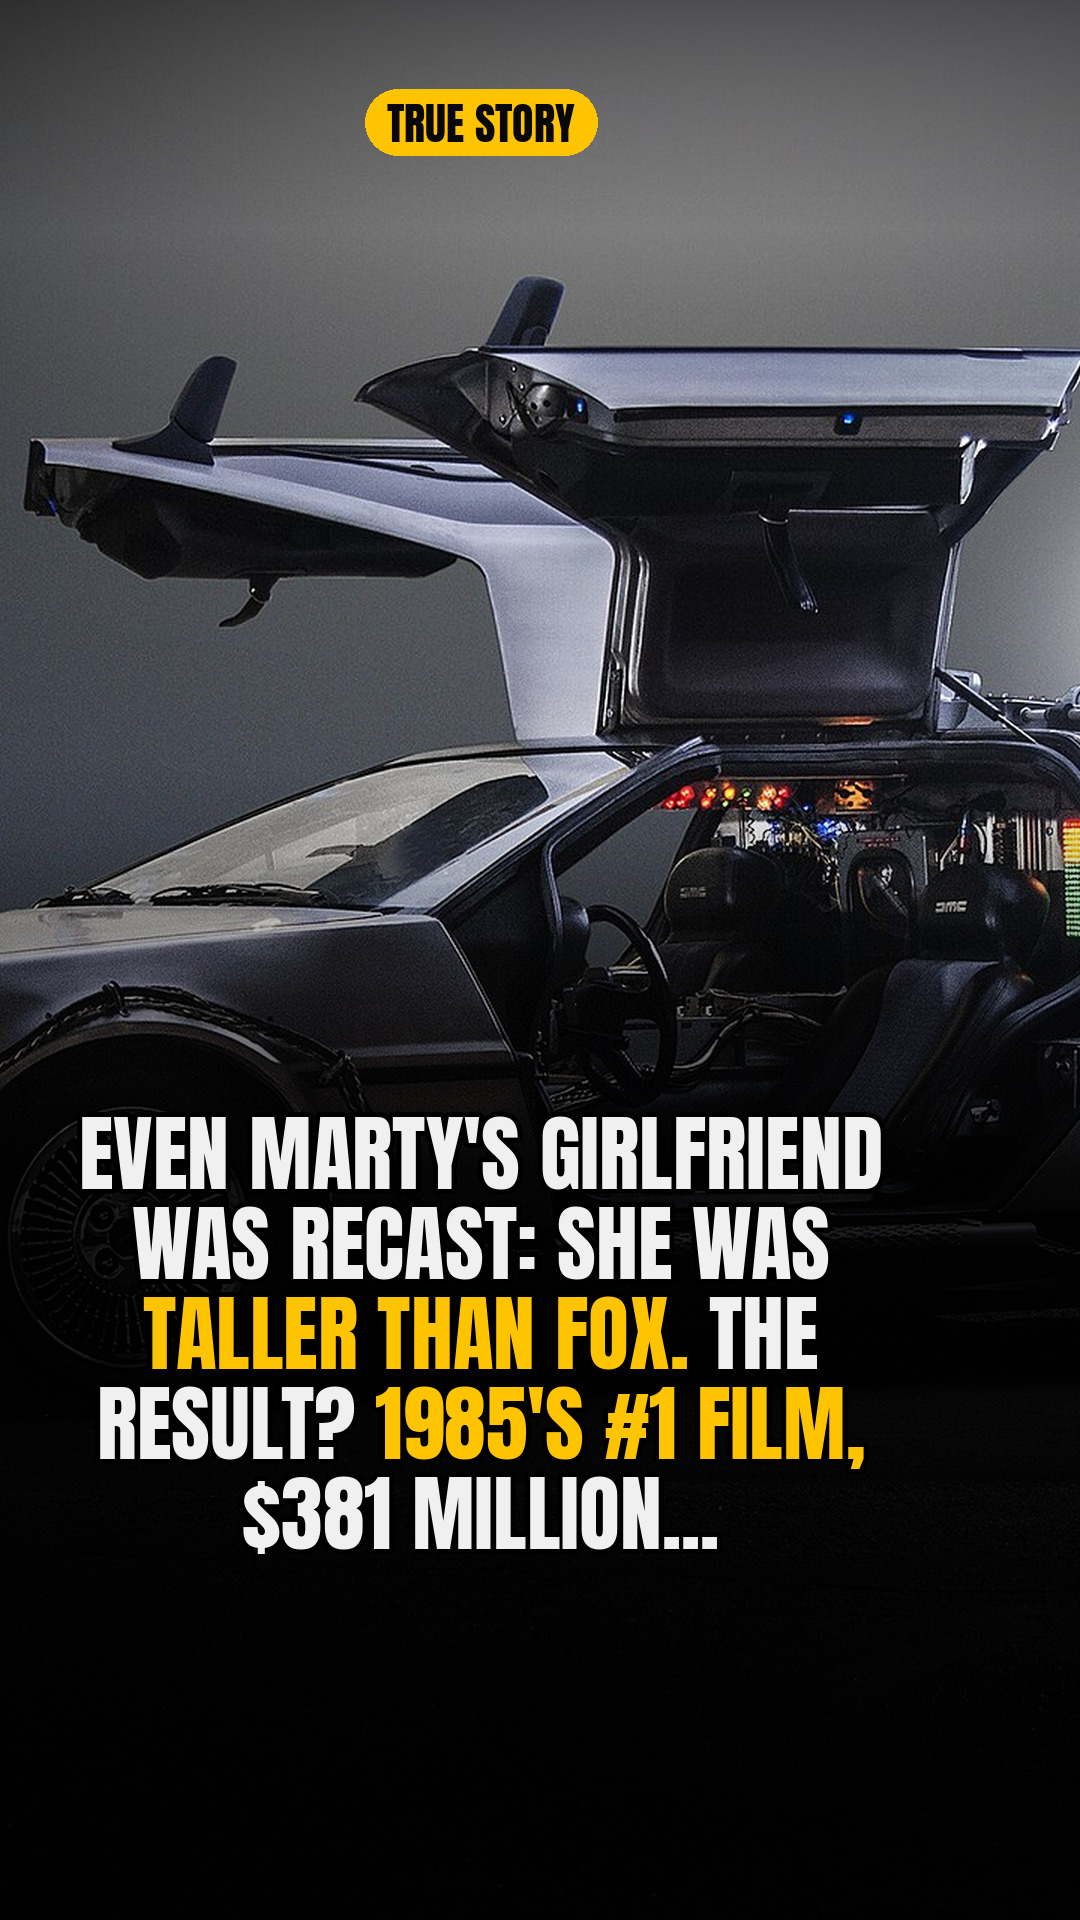 TRUE STORY
DMC
EVEN MARTY'S GIRLFRIEND
WAS RECAST: SHE WAS
TALLER THAN FOX. THE
RESULT? 1985'S #1 FILM,
$381 MILLION...